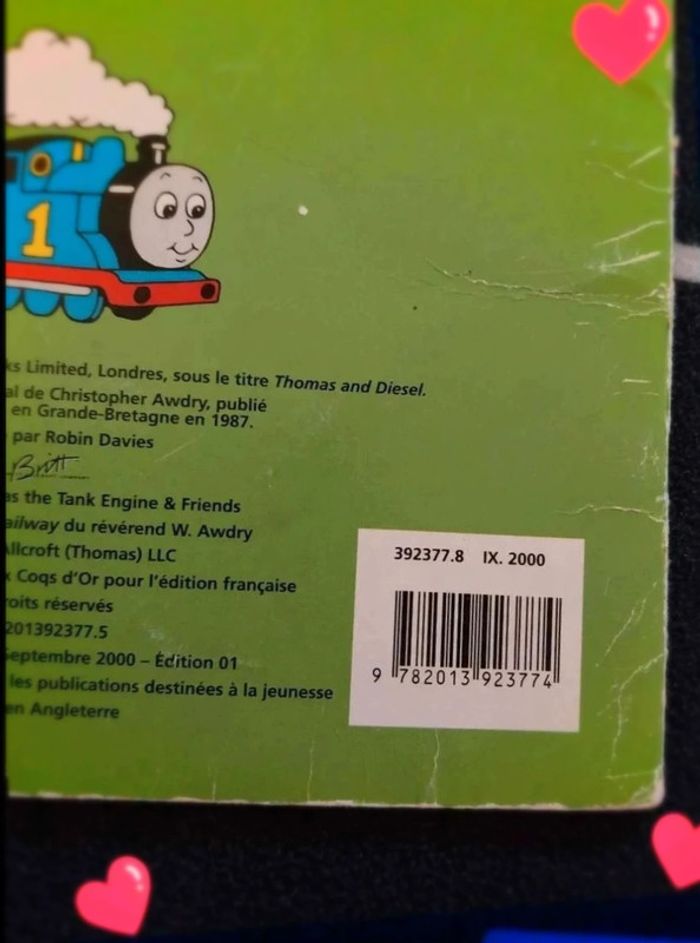 1
ks Limited, Londres, sous le titre Thomas and Diesel.
al de Christopher Awdry, publié
en Grande-Bretagne en 1987.
par Robin Davies
Britt
as the Tank Engine & Friends
ailway du révérend W. Awdry
llcroft (Thomas) LLC
x Coqs d'Or pour l'édition française
roits réservés
201392377.5
Septembre 2000 – Édition 01
les publications destinées à la jeunesse
en Angleterre
392377.8 IX. 2000
9 782013 923774